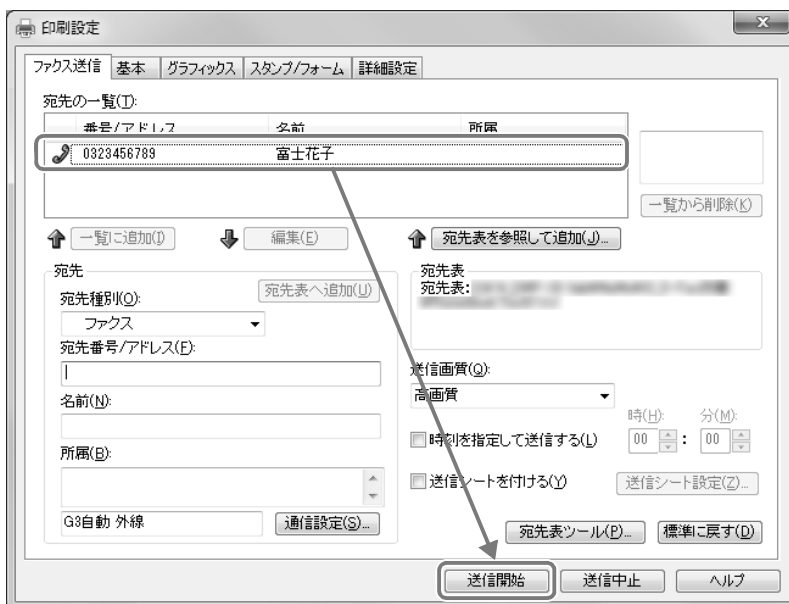 印刷設定
ファクス送信 基本 グラフィックス スタンプ/フォーム 詳細設定
宛先の一覧(T):
番号/アドレス 名前 所属
0323456789 富士花子
一覧から削除(K)
一覧に追加(I) 編集(E) 宛先表を参照して追加(J)...
宛先
宛先種別(O):
宛先表へ追加(U)
ファクス
宛先番号/アドレス(F):
名前(N):
所属(B):
G3自動 外線 通信設定(S)...
宛先表
宛先表:
送信画質(Q):
高画質
時(H): 分(M):
時刻を指定して送信する(L) 00 : 00
送信シートを付ける(Y) 送信シート設定(Z)...
宛先表ツール(P)... 標準に戻す(D)
送信開始 送信中止 ヘルプ